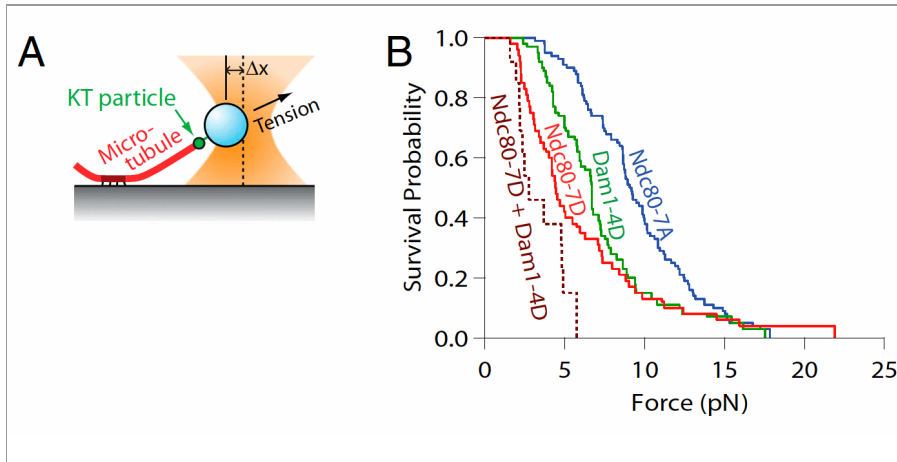 A
Δx
KT particle
Tension
Micro-
tubule
B
Survival Probability
1.0
0.8
0.6
0.4
0.2
0.0
Ndc80-7D + Dam1-4D
Ndc80-7D
Dam1-4D
Ndc80-7A
0
5
10
15
20
25
Force (pN)